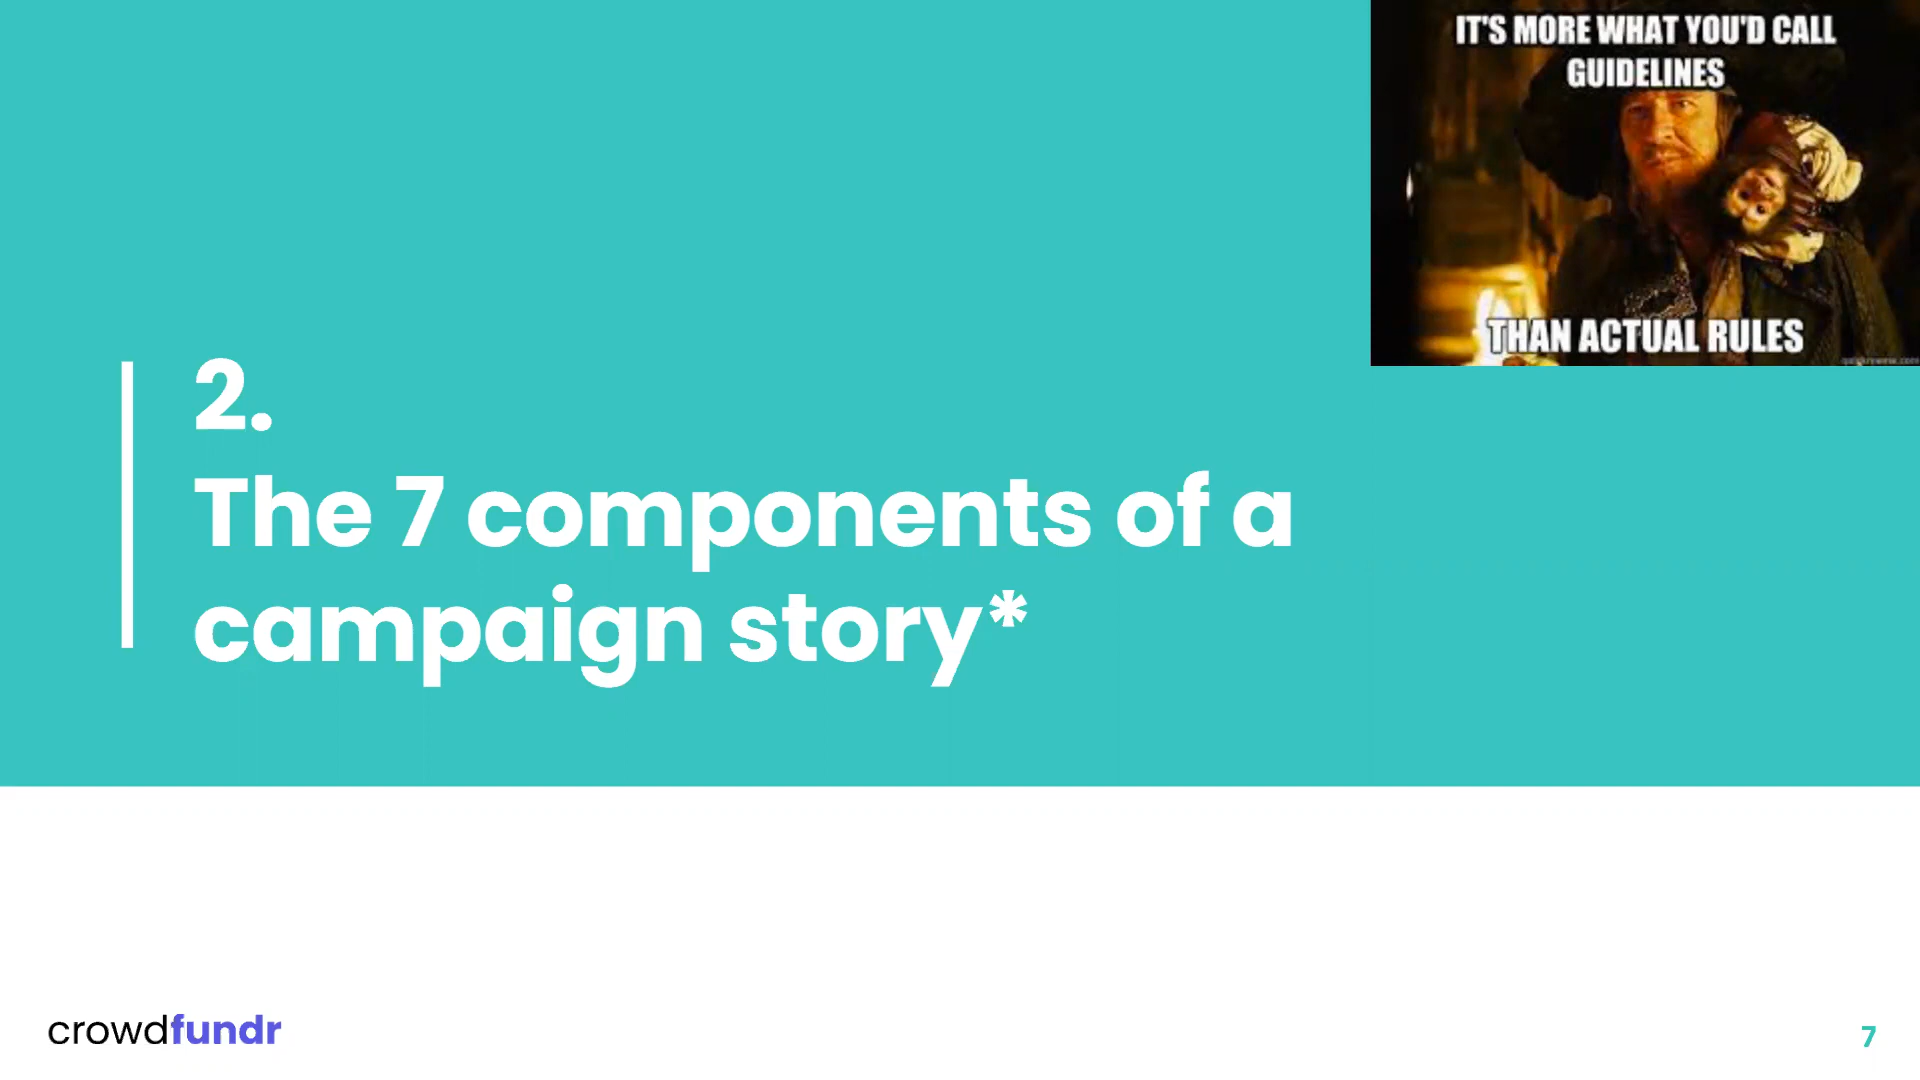 IT'S MORE WHAT YOU'D CALL
GUIDELINES
THAN ACTUAL RULES
2.
The 7 components of a
campaign story*
crowdfundr
7